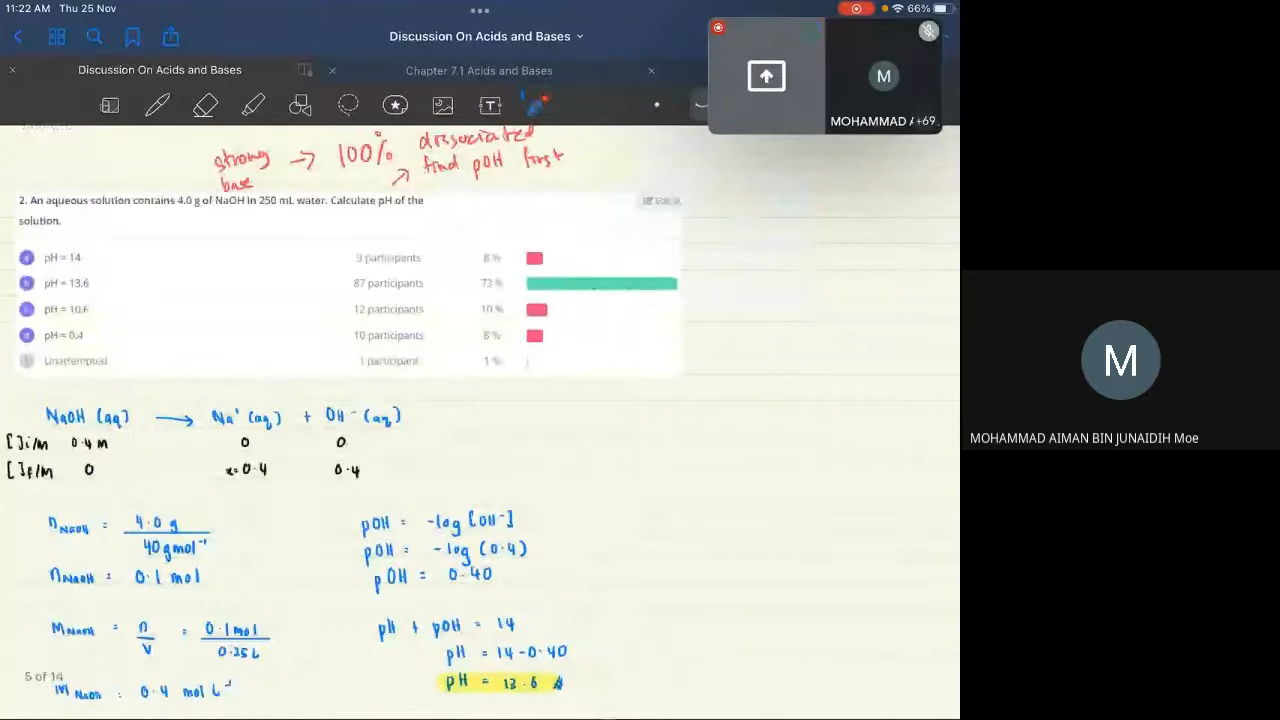 11:22 AM Thu 25 Nov
66%
Discussion On Acids and Bases
Discussion On Acids and Bases
Chapter 7.1 Acids and Bases
M
MOHAMMAD A +69
strong base → 100% dissociated
find pOH first
2. An aqueous solution contains 4.0 g of NaOH in 250 mL water. Calculate pH of the
solution.
a pH = 14 9 participants 8 %
b pH = 13.6 87 participants 73 %
c pH = 10.6 12 participants 10 %
d pH = 0.4 10 participants 8 %
Unattempted 1 participant 1 %
NaOH (aq) → Na⁺ (aq) + OH⁻ (aq)
[ ]i/M 0.4 M 0 0
[ ]f/M 0 x=0.4 0.4
n NaOH = 4.0 g / 40 g mol⁻¹
n NaOH = 0.1 mol
M NaOH = n / V = 0.1 mol / 0.25 L
M NaOH = 0.4 mol L⁻¹
pOH = -log [OH⁻]
pOH = -log (0.4)
pOH = 0.40
pH + pOH = 14
pH = 14-0.40
pH = 13.6
5 of 14
M
MOHAMMAD AIMAN BIN JUNAIDIH Moe